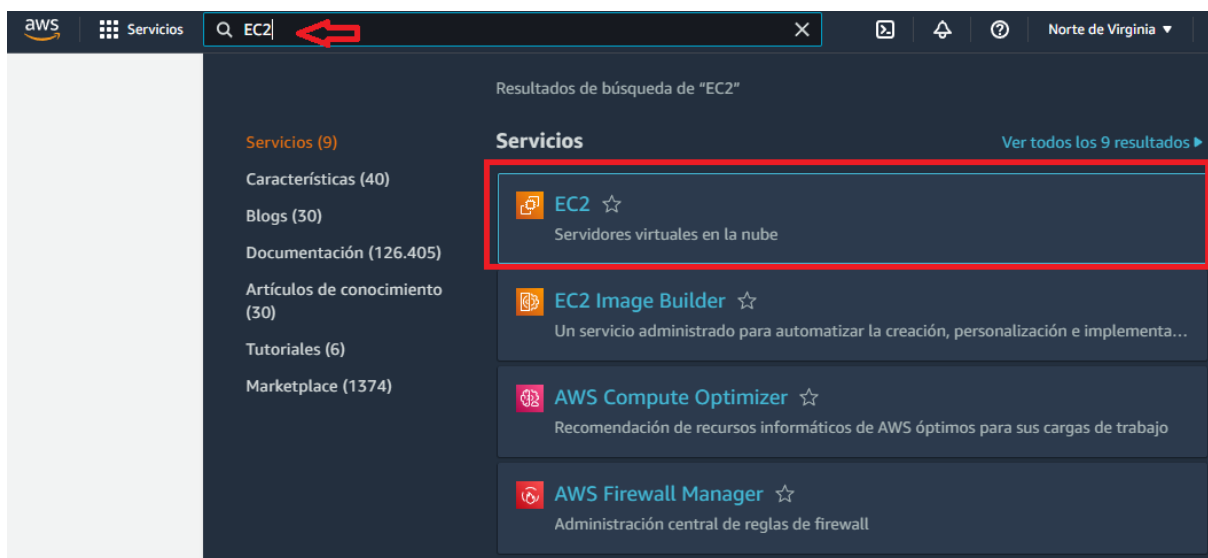 aws
Servicios
EC2
Norte de Virginia
Resultados de búsqueda de "EC2"
Servicios (9)
Características (40)
Blogs (30)
Documentación (126.405)
Artículos de conocimiento
(30)
Tutoriales (6)
Marketplace (1374)
Servicios
Ver todos los 9 resultados
EC2
Servidores virtuales en la nube
EC2 Image Builder
Un servicio administrado para automatizar la creación, personalización e implementa...
AWS Compute Optimizer
Recomendación de recursos informáticos de AWS óptimos para sus cargas de trabajo
AWS Firewall Manager
Administración central de reglas de firewall